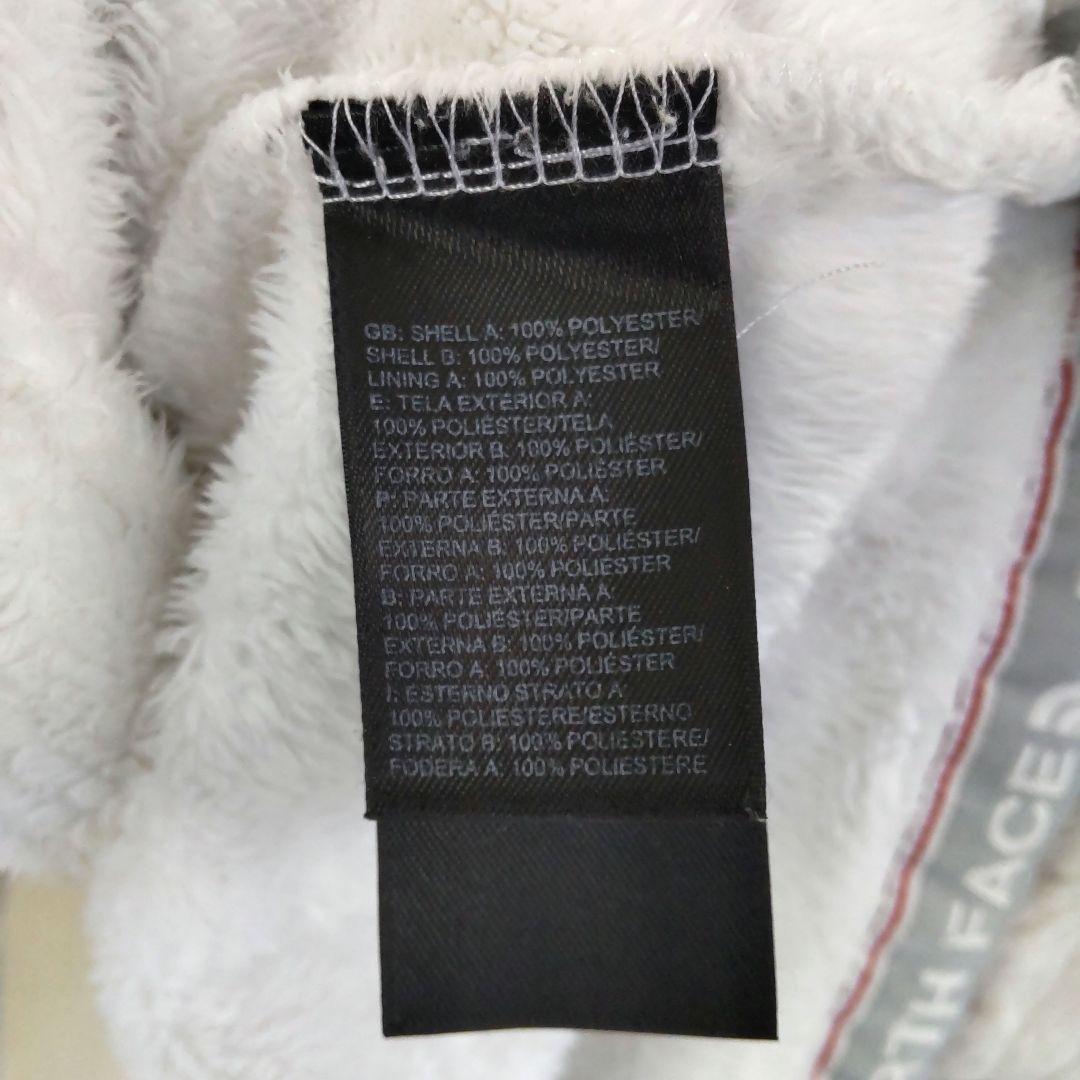 GB: SHELL A: 100% POLYESTER/
SHELL B: 100% POLYESTER/
LINING A: 100% POLYESTER
E: TELA EXTERIOR A:
100% POLIÉSTER/TELA
EXTERIOR B: 100% POLIÉSTER/
FORRO A: 100% POLIÉSTER
P: PARTE EXTERNA A:
100% POLIÉSTER/PARTE
EXTERNA B: 100% POLIÉSTER/
FORRO A: 100% POLIÉSTER
B: PARTE EXTERNA A:
100% POLIÉSTER/PARTE
EXTERNA B: 100% POLIÉSTER/
FORRO A: 100% POLIÉSTER
I: ESTERNO STRATO A:
100% POLIESTERE/ESTERNO
STRATO B: 100% POLIESTERE/
FODERA A: 100% POLIESTERE
RTH FACE